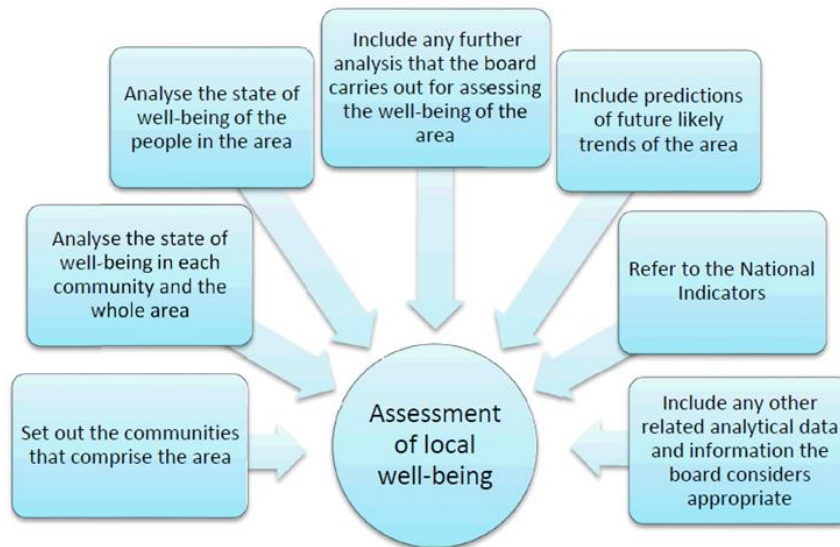 Set out the communities
that comprise the area
Analyse the state of
well-being in each
community and the
whole area
Analyse the state of
well-being of the
people in the area
Include any further
analysis that the board
carries out for assessing
the well-being of the
area
Include predictions
of future likely
trends of the area
Refer to the National
Indicators
Include any other
related analytical data
and information the
board considers
appropriate
Assessment
of local
well-being